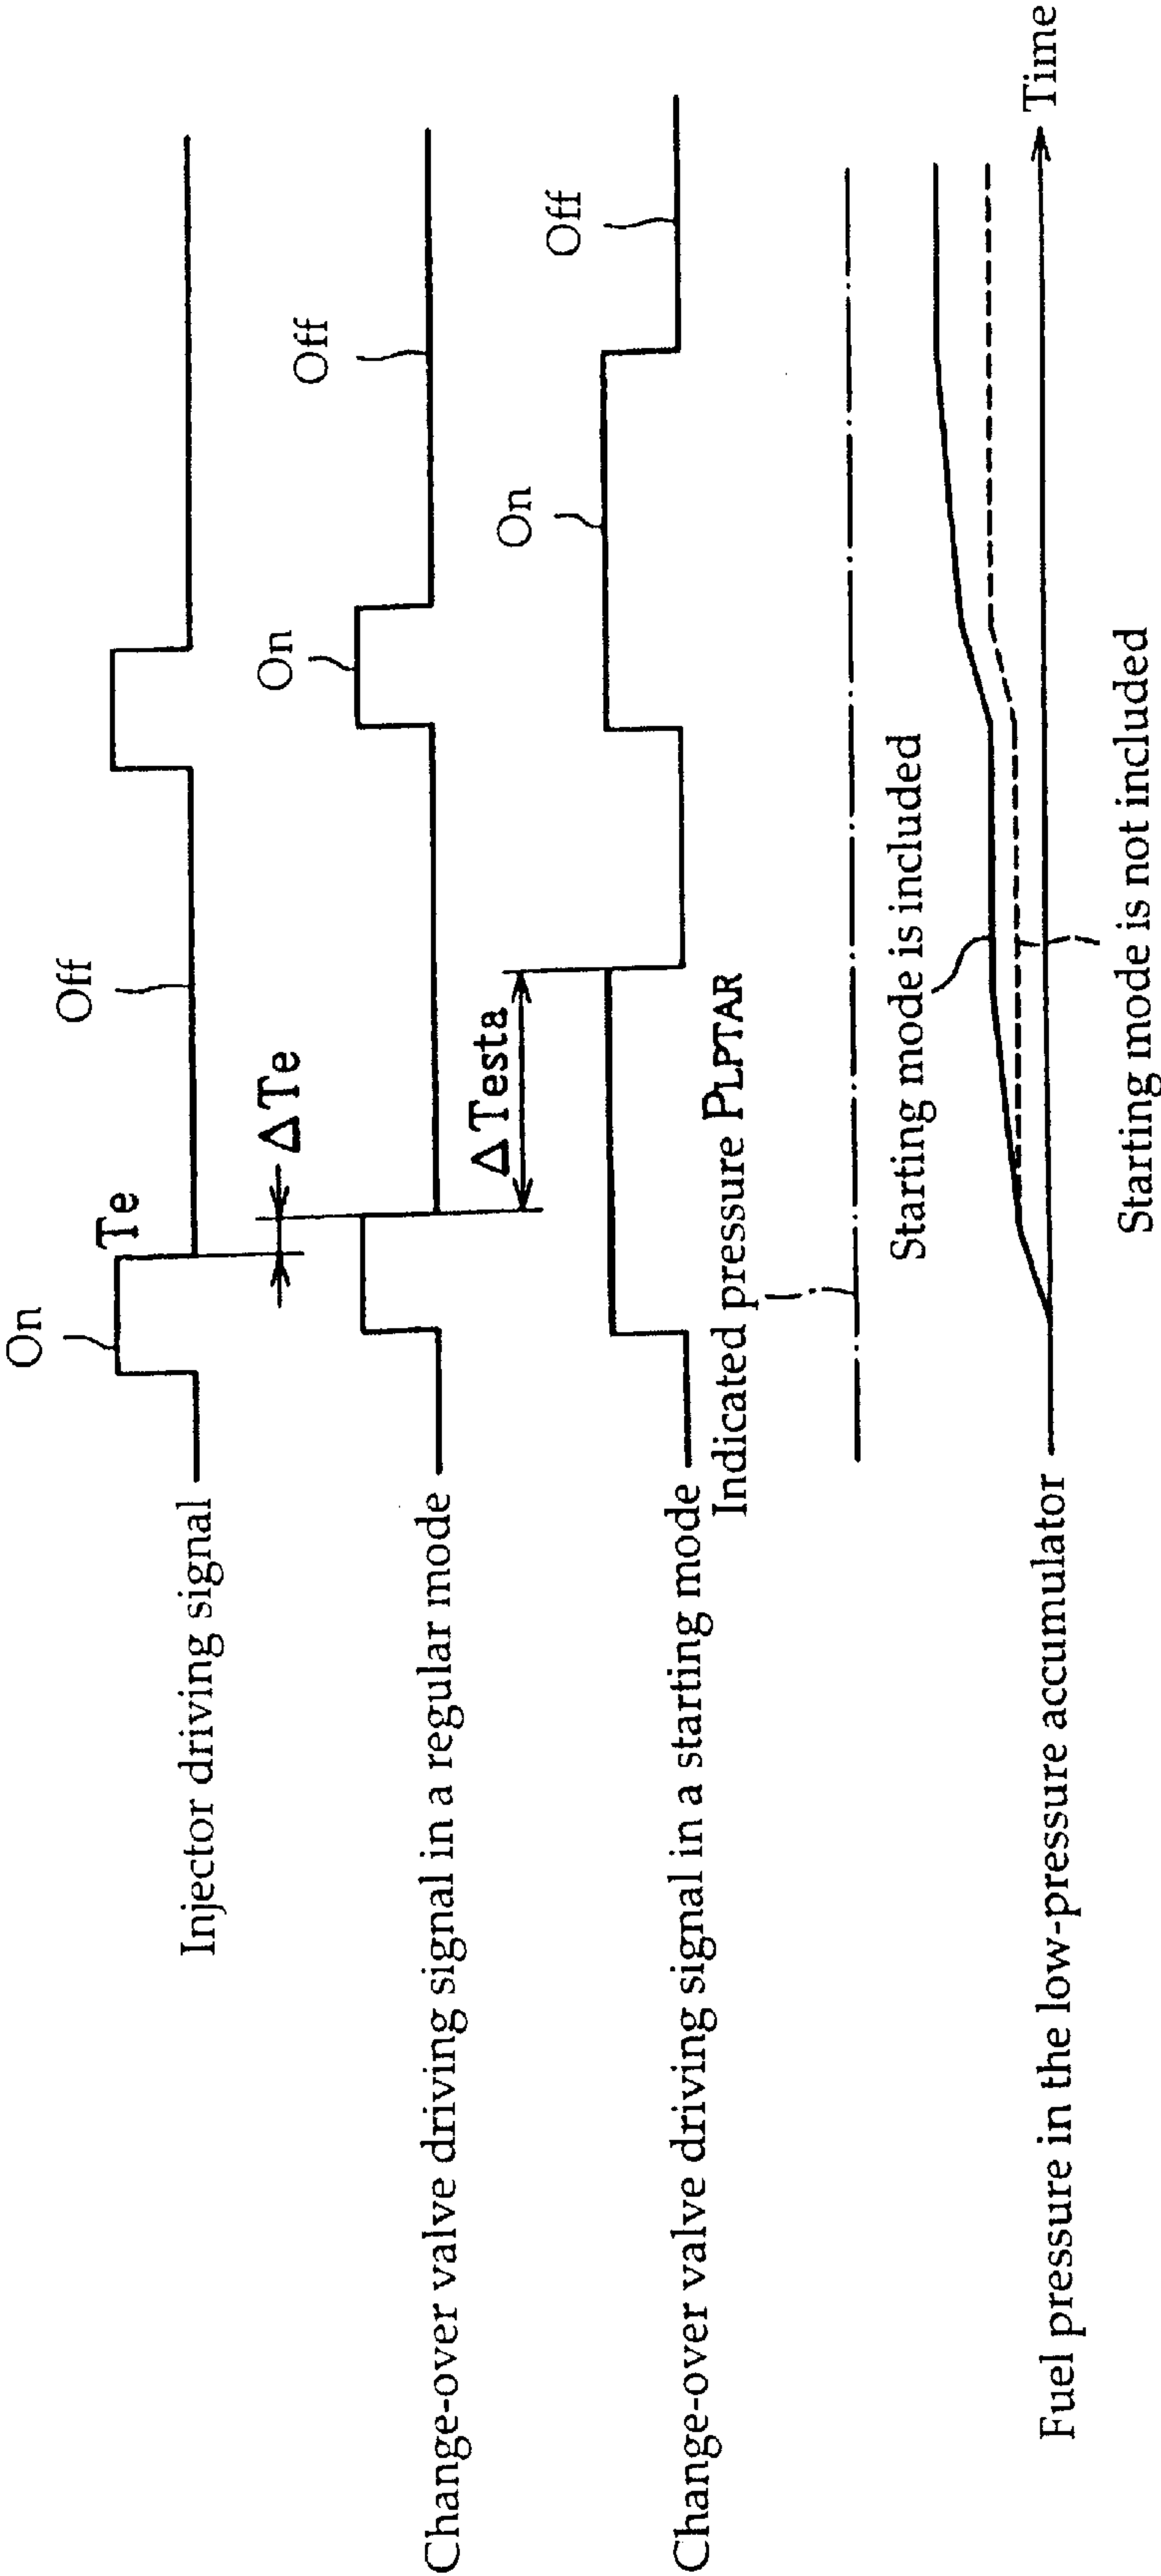 Injector driving signal
On
Te
Off
ΔTe
Change-over valve driving signal in a regular mode
On
Off
ΔTesta
Change-over valve driving signal in a starting mode
On
Off
Indicated pressure PLPTAR
Starting mode is included
Fuel pressure in the low-pressure accumulator
Time
Starting mode is not included